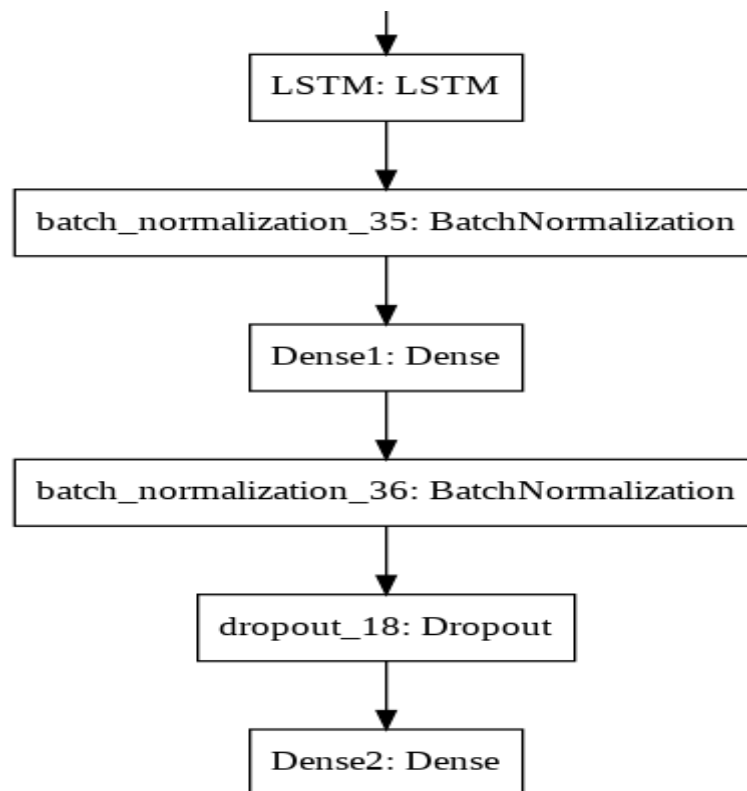 LSTM: LSTM
batch_normalization_35: BatchNormalization
Dense1: Dense
batch_normalization_36: BatchNormalization
dropout_18: Dropout
Dense2: Dense